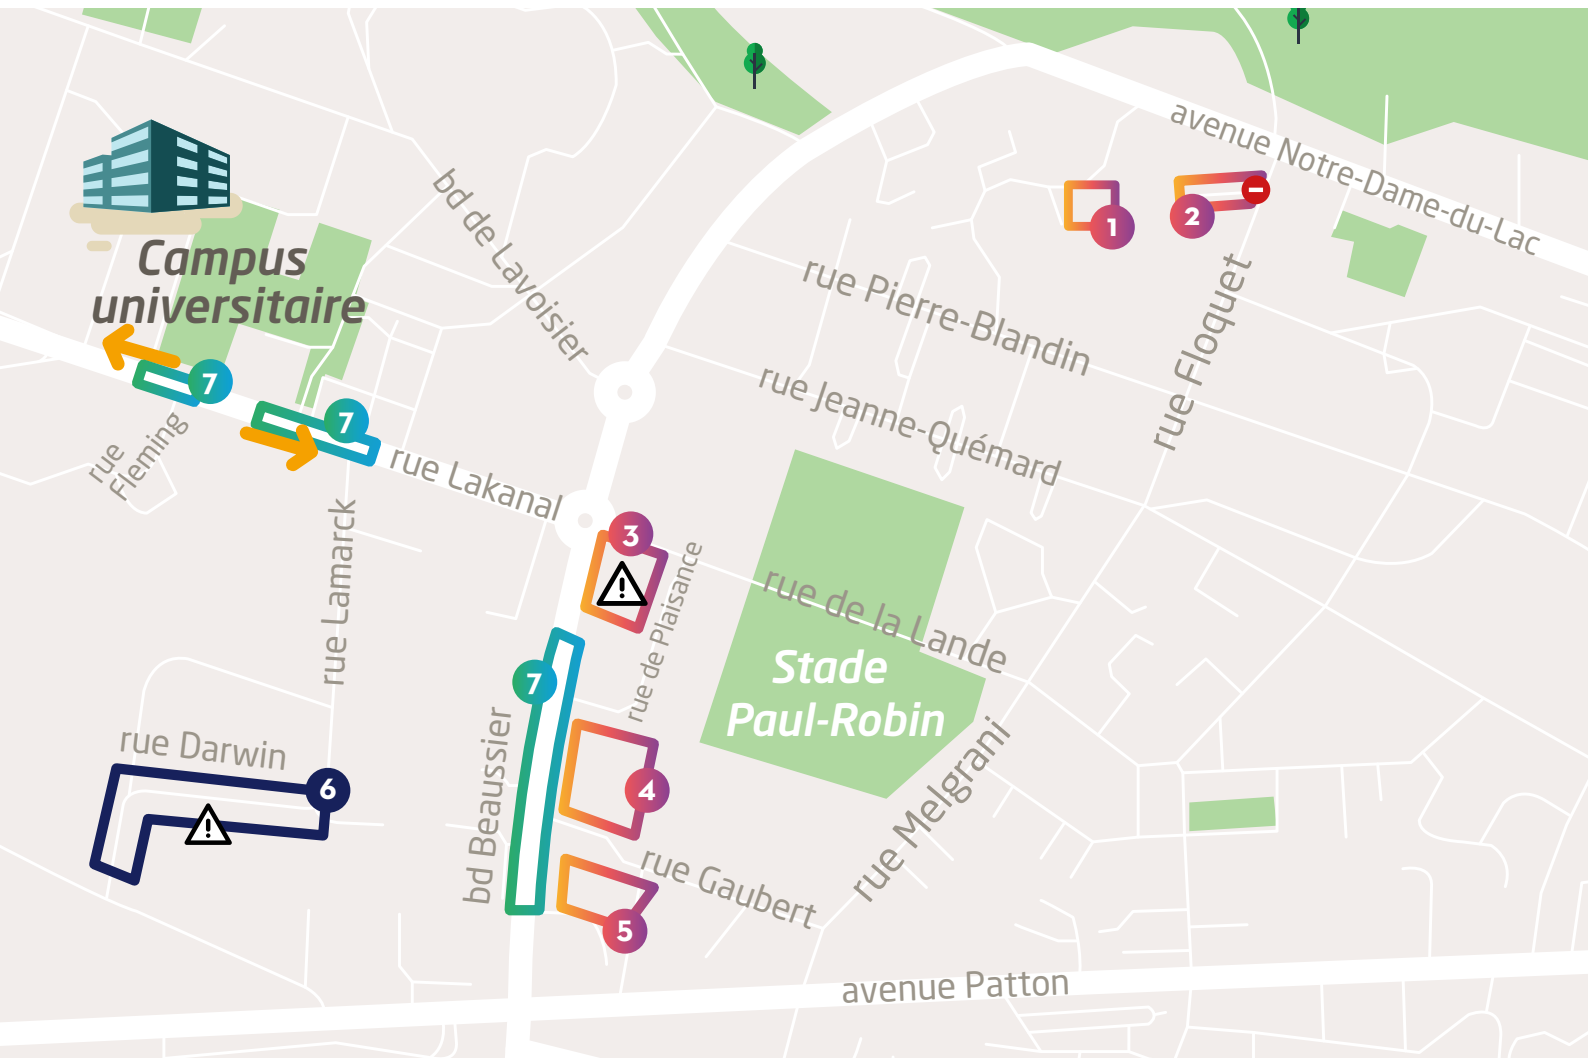 avenue Notre-Dame-du-Lac
bd de Lavoisier
1
2
Campus
universitaire
rue Pierre-Blandin
rue Floquet
7
rue Jeanne-Quémard
7
rue
Fleming
rue Lakanal
rue Lamarck
3
!
rue de Plaisance
rue de la Lande
Stade
Paul-Robin
7
rue Darwin
6
!
bd Beaussier
4
rue Melgrani
rue Gaubert
5
avenue Patton